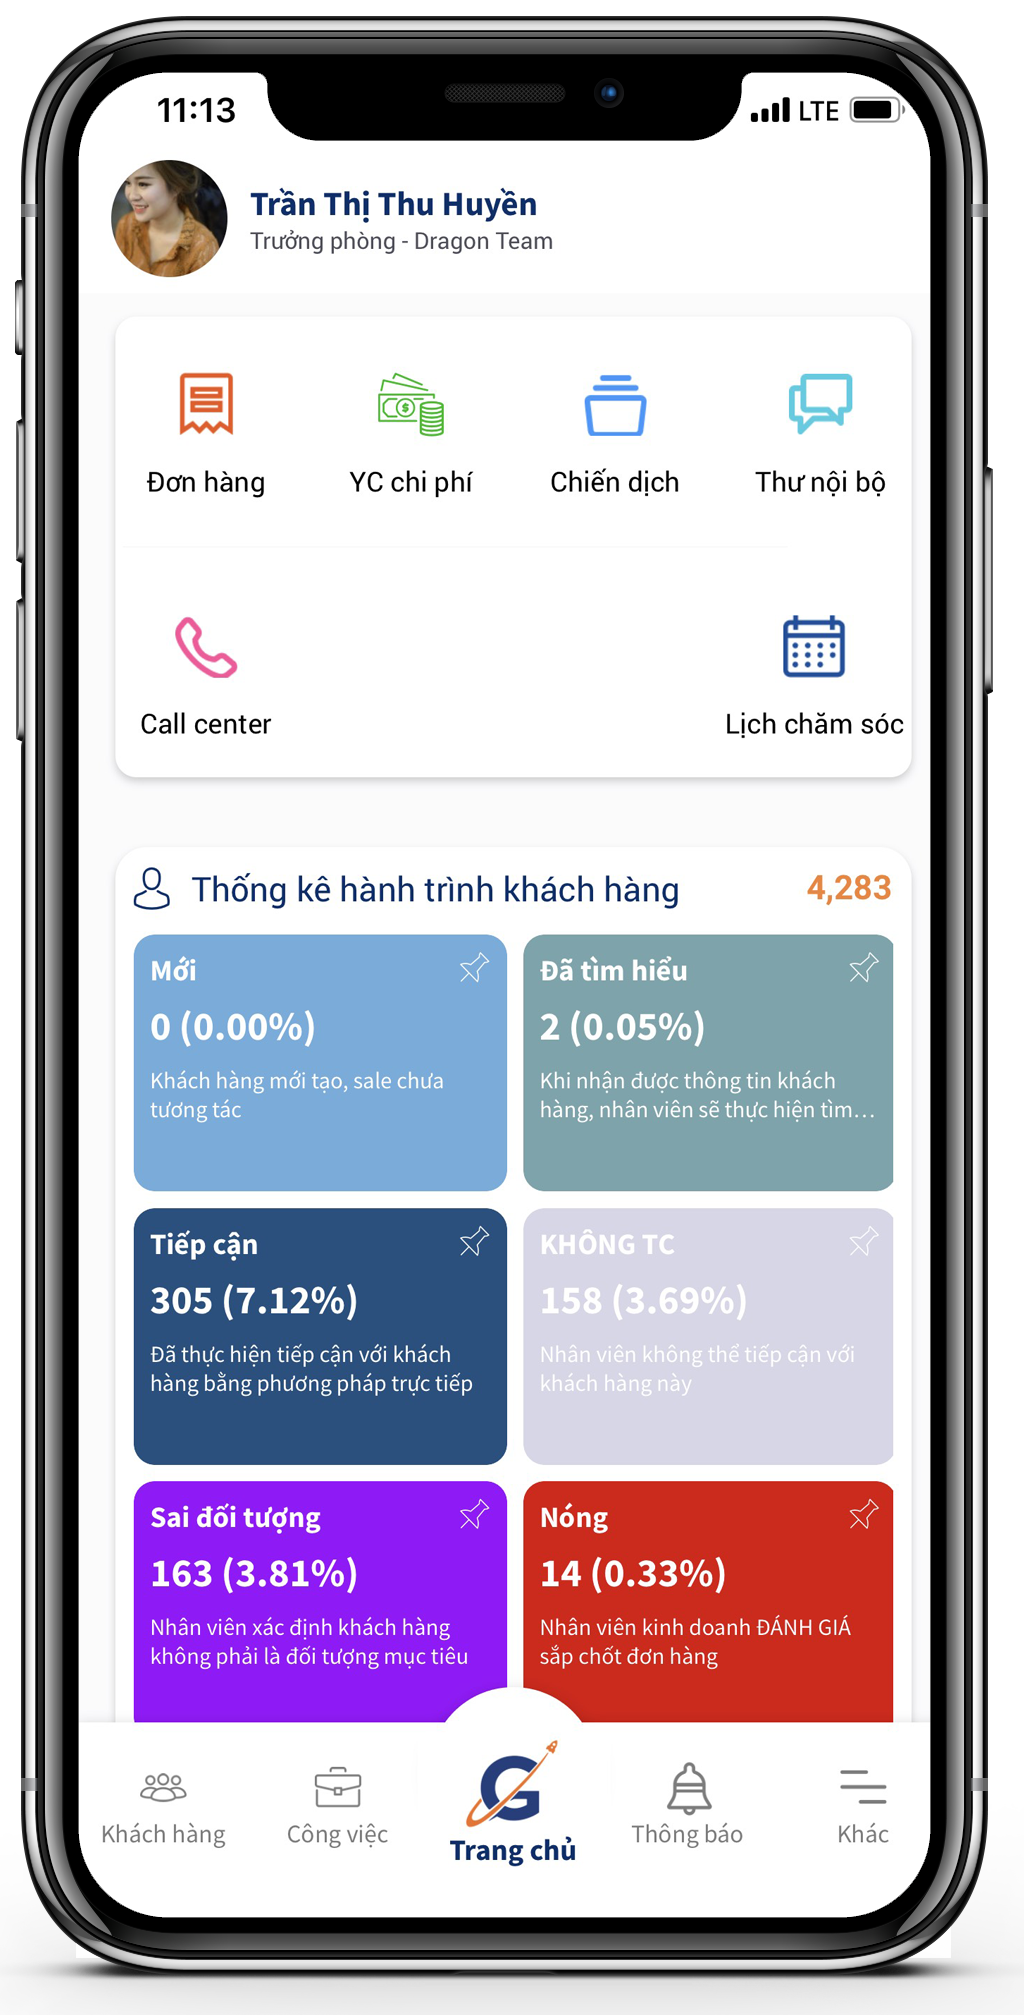 11:13
LTE
Trần Thị Thu Huyền
Trưởng phòng - Dragon Team
Đơn hàng
YC chi phí
Chiến dịch
Thư nội bộ
Call center
Lịch chăm sóc
Thống kê hành trình khách hàng
4,283
Mới
0 (0.00%)
Khách hàng mới tạo, sale chưa
tương tác
Đã tìm hiểu
2 (0.05%)
Khi nhận được thông tin khách
hàng, nhân viên sẽ thực hiện tìm...
Tiếp cận
305 (7.12%)
Đã thực hiện tiếp cận với khách
hàng bằng phương pháp trực tiếp
KHÔNG TC
158 (3.69%)
Nhân viên không thể tiếp cận với
khách hàng này
Sai đối tượng
163 (3.81%)
Nhân viên xác định khách hàng
không phải là đối tượng mục tiêu
Nóng
14 (0.33%)
Nhân viên kinh doanh ĐÁNH GIÁ
sắp chốt đơn hàng
Khách hàng
Công việc
G
Trang chủ
Thông báo
Khác